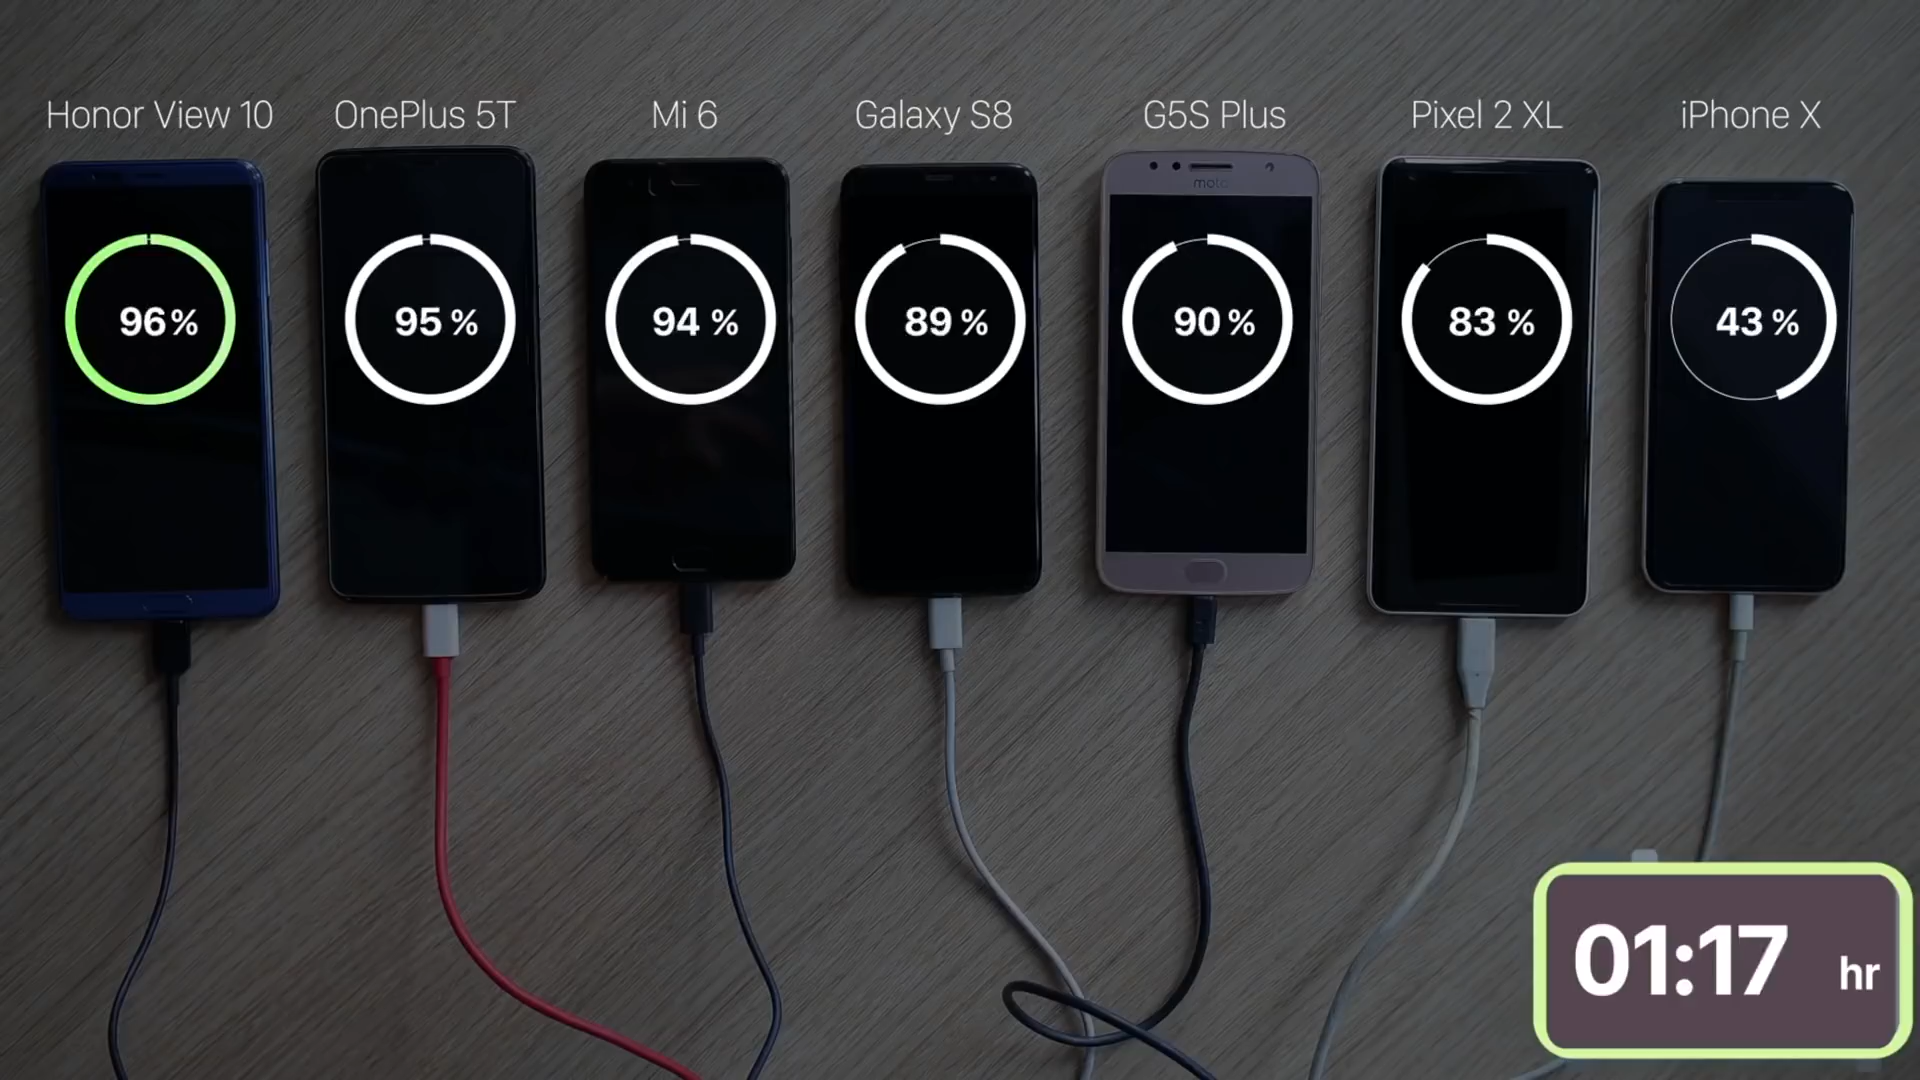 Honor View 10
OnePlus 5T
Mi 6
Galaxy S8
G5S Plus
Pixel 2 XL
iPhone X
moto
96%
95 %
94 %
89 %
90 %
83 %
43 %
01:17 hr